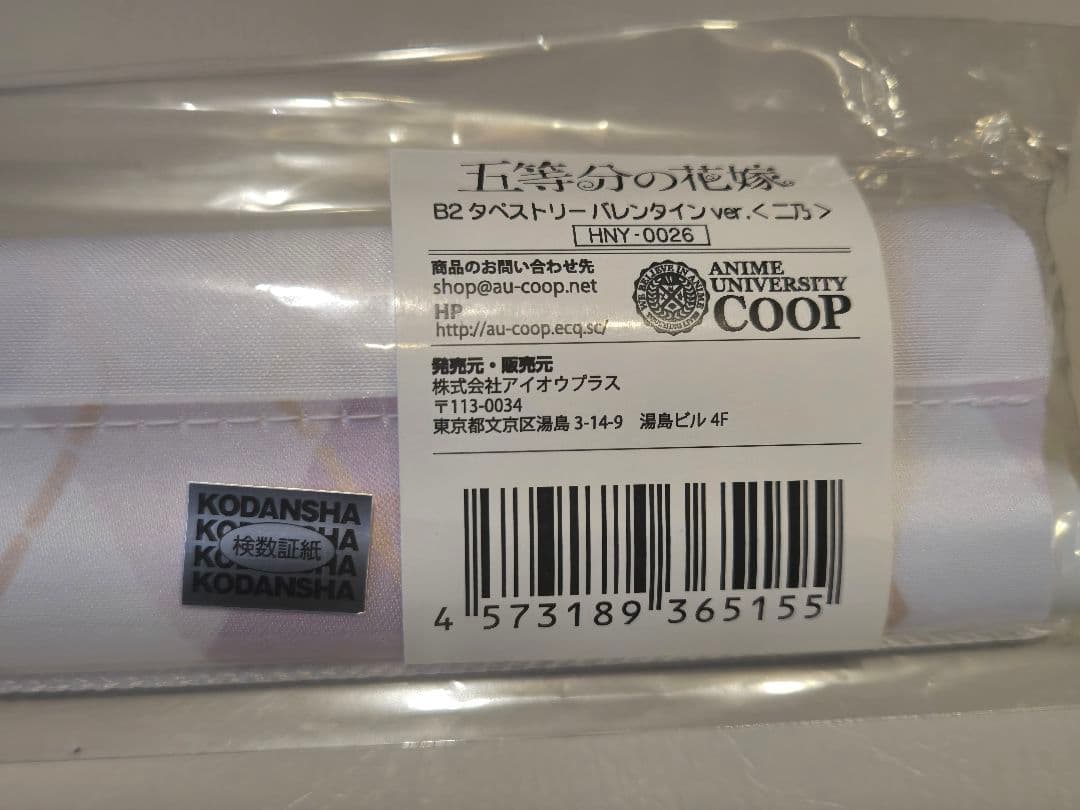 五等分の花嫁
B2 タペストリー バレンタイン ver.＜二乃＞
HNY-0026
商品のお問い合わせ先
shop@au-coop.net
HP
http://au-coop.ecq.sc/
WE BELIEVE IN ANIME
ANIME
UNIVERSITY
COOP
発売元・販売元
株式会社アイオウプラス
〒113-0034
東京都文京区湯島 3-14-9　湯島ビル 4F
4 573189 365155
KODANSHA
KODANSHA
検数証紙
KODANSHA
KODANSHA